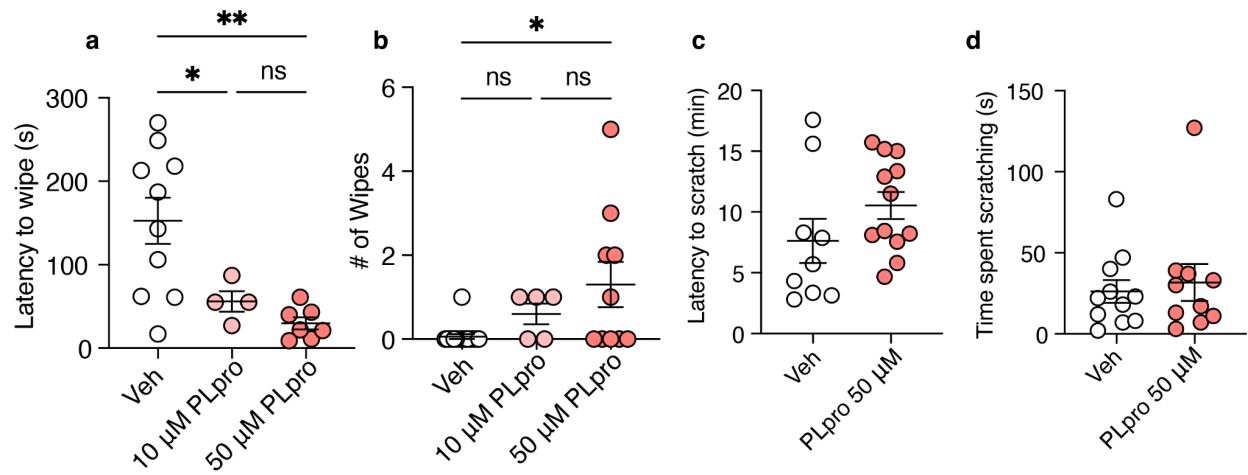 a
**
*
ns
Latency to wipe (s)
300
200
100
0
Veh
10 µM PLpro
50 µM PLpro
b
*
ns
ns
# of Wipes
6
4
2
0
Veh
10 µM PLpro
50 µM PLpro
c
Latency to scratch (min)
20
15
10
5
0
Veh
PLpro 50 µM
d
Time spent scratching (s)
150
100
50
0
Veh
PLpro 50 µM